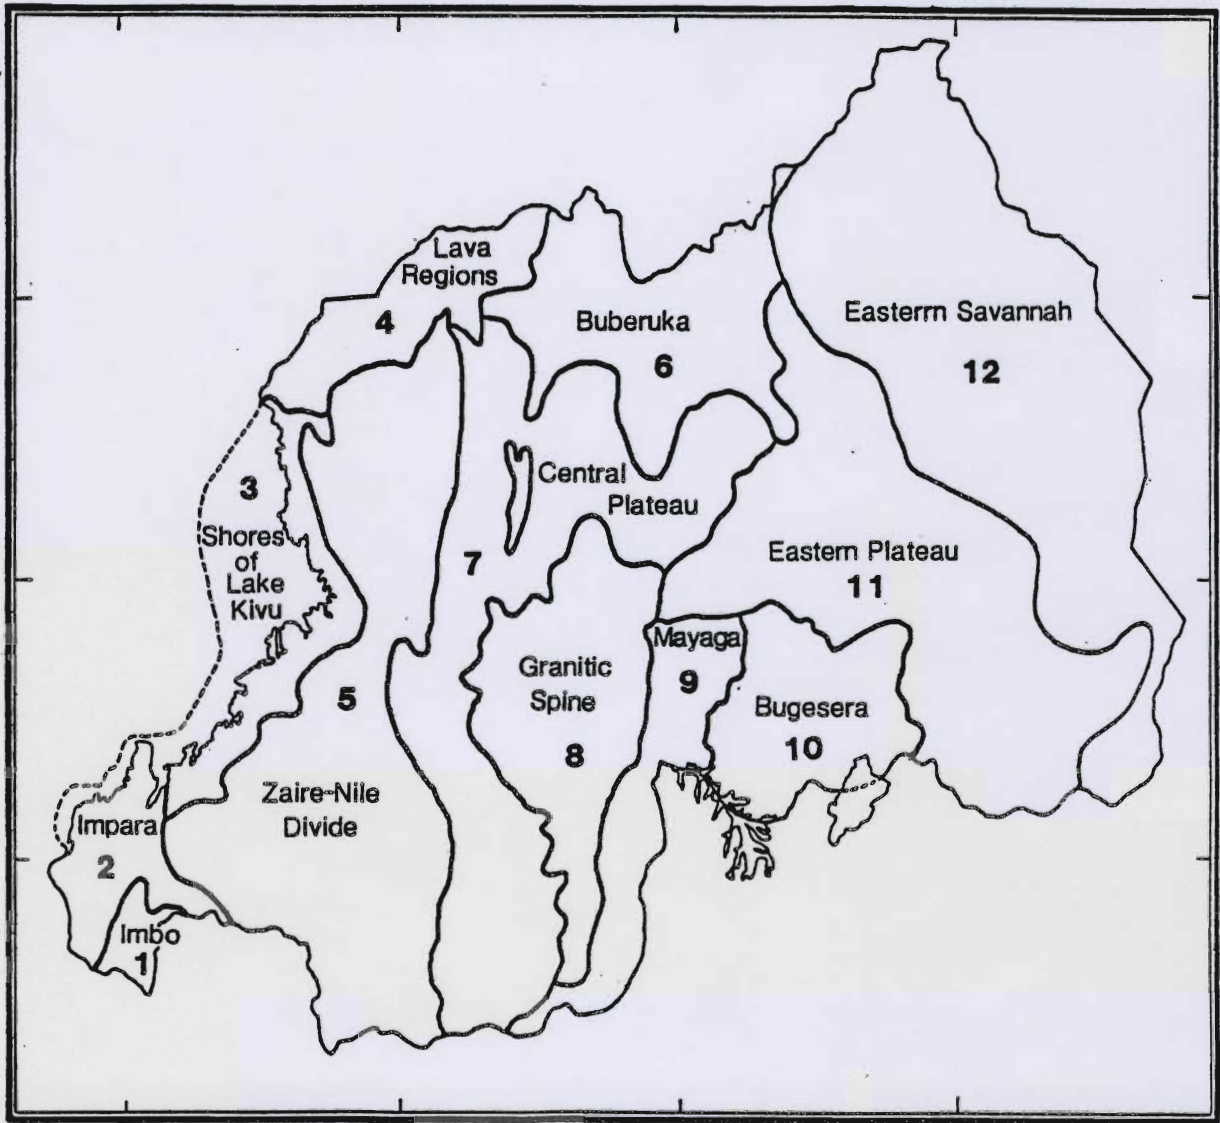 Lava
Regions
4
Buberuka
6
Easterrn Savannah
12
3
Shores
of
Lake
Kivu
Central
Plateau
7
Eastern Plateau
11
Mayaga
9
Granitic
Spine
8
5
Bugesera
10
Zaire-Nile
Divide
Impara
2
Imbo
1